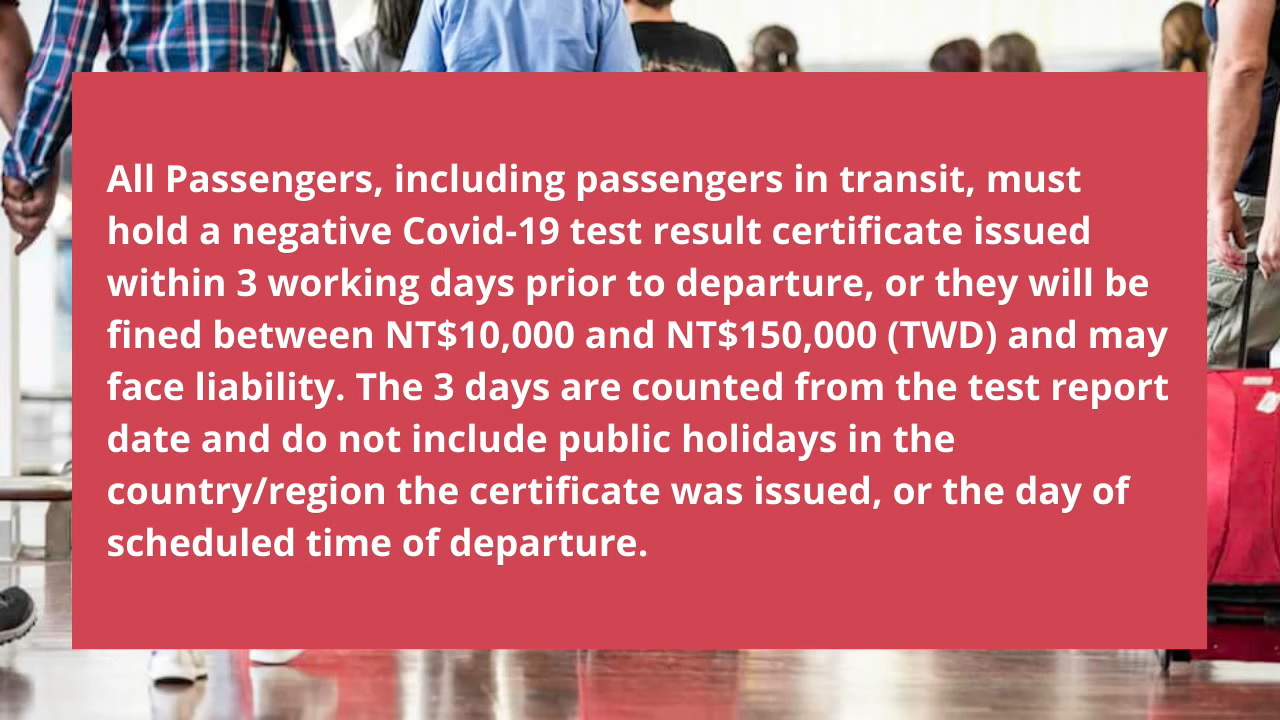 All Passengers, including passengers in transit, must
hold a negative Covid-19 test result certificate issued
within 3 working days prior to departure, or they will be
fined between NT$10,000 and NT$150,000 (TWD) and may
face liability. The 3 days are counted from the test report
date and do not include public holidays in the
country/region the certificate was issued, or the day of
scheduled time of departure.